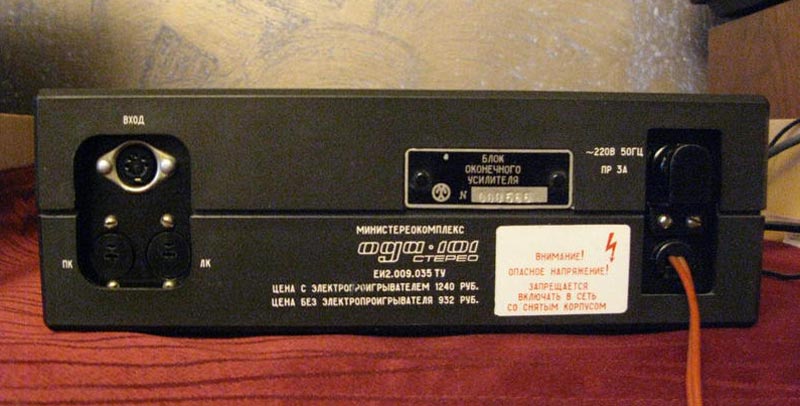 ВХОД
БЛОК
ОКОНЕЧНОГО
УСИЛИТЕЛЯ
N 000566
~220В 50ГЦ
ПР 3А
ПК
ЛК
МИНИСТЕРЕОКОМПЛЕКС
ода·101
СТЕРЕО
ЕИ2.009.035 ТУ
ЦЕНА С ЭЛЕКТРОПРОИГРЫВАТЕЛЕМ 1240 РУБ.
ЦЕНА БЕЗ ЭЛЕКТРОПРОИГРЫВАТЕЛЯ 932 РУБ.
ВНИМАНИЕ!
ОПАСНОЕ НАПРЯЖЕНИЕ!
ЗАПРЕЩАЕТСЯ
ВКЛЮЧАТЬ В СЕТЬ
СО СНЯТЫМ КОРПУСОМ